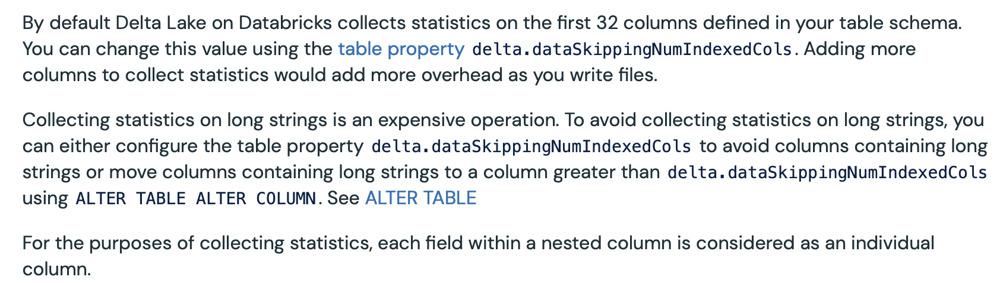 By default Delta Lake on Databricks collects statistics on the first 32 columns defined in your table schema.
You can change this value using the table property delta.dataSkippingNumIndexedCols. Adding more
columns to collect statistics would add more overhead as you write files.
Collecting statistics on long strings is an expensive operation. To avoid collecting statistics on long strings, you
can either configure the table property delta.dataSkippingNumIndexedCols to avoid columns containing long
strings or move columns containing long strings to a column greater than delta.dataSkippingNumIndexedCols
using ALTER TABLE ALTER COLUMN. See ALTER TABLE
For the purposes of collecting statistics, each field within a nested column is considered as an individual
column.